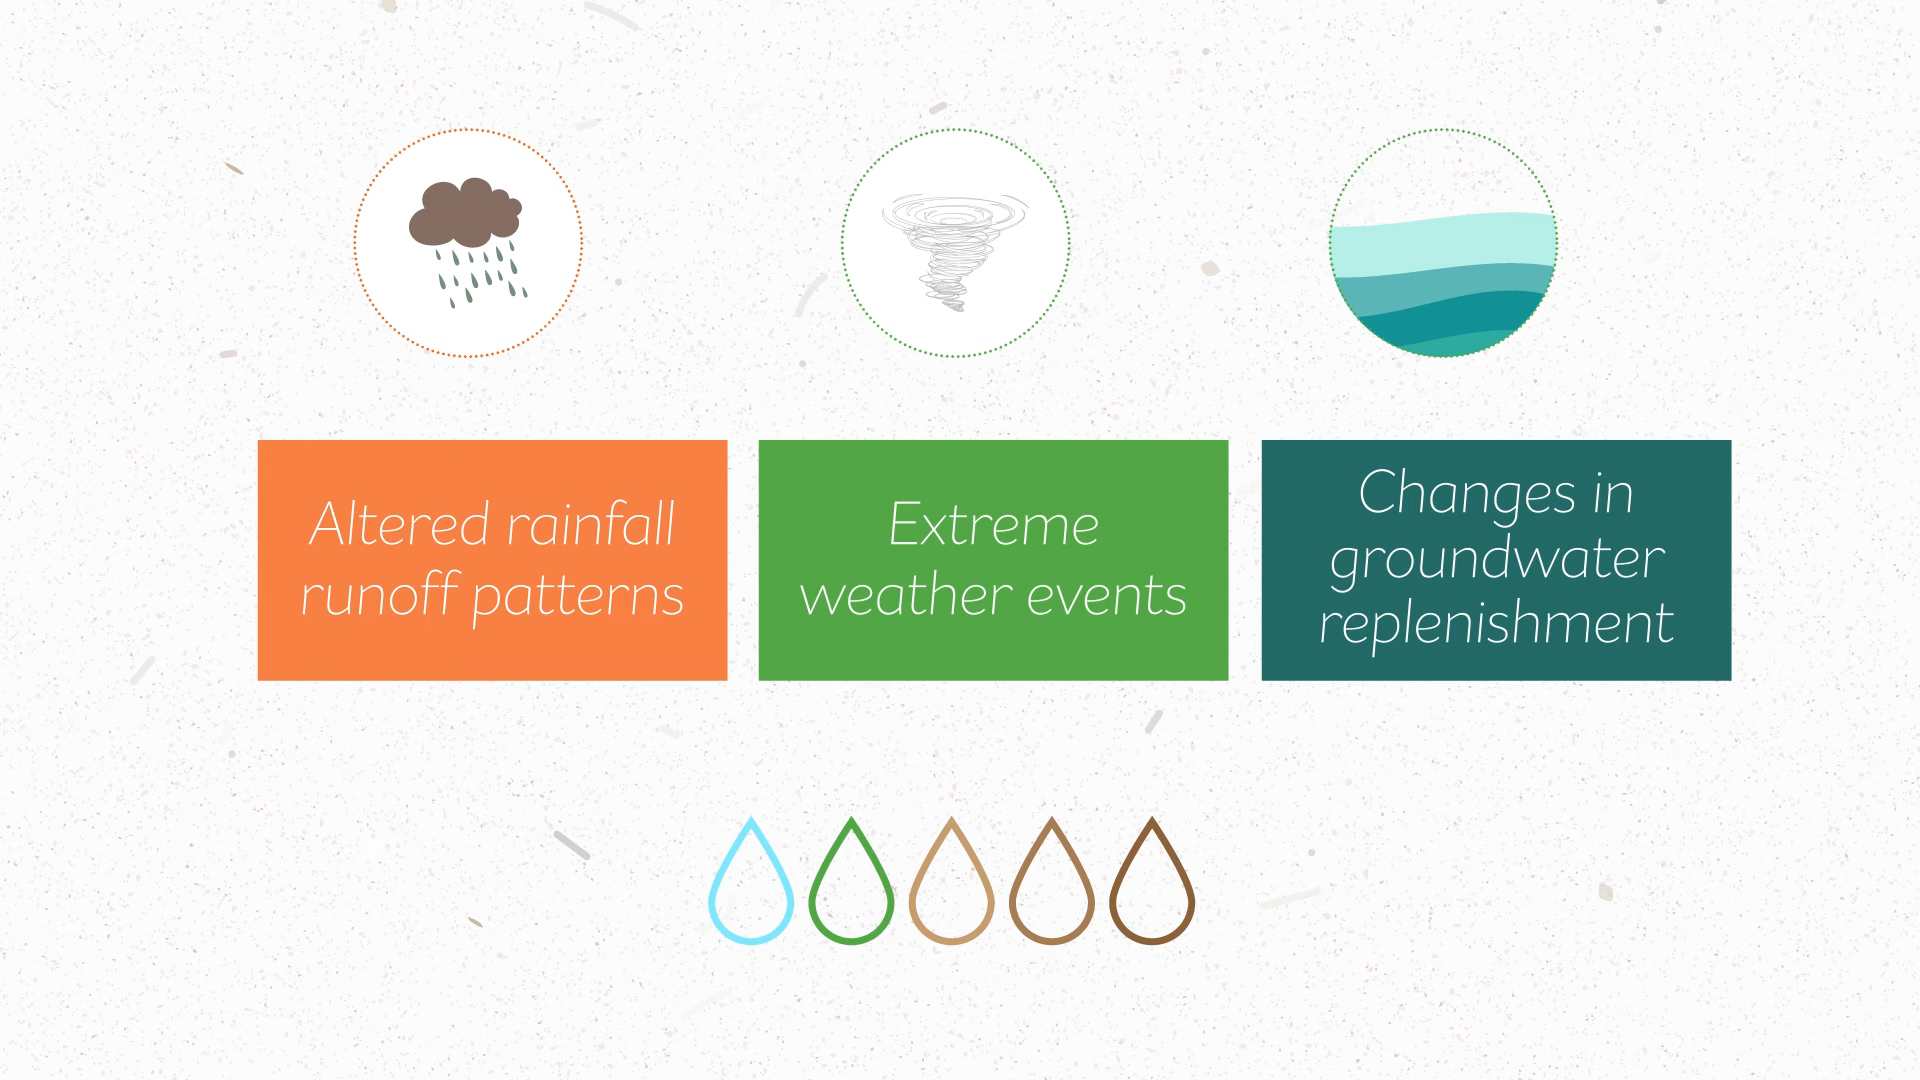 Altered rainfall
runoff patterns
Extreme
weather events
Changes in
groundwater
replenishment